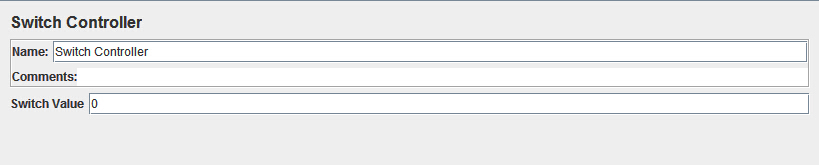 Switch Controller
Name: Switch Controller
Comments:
Switch Value 0